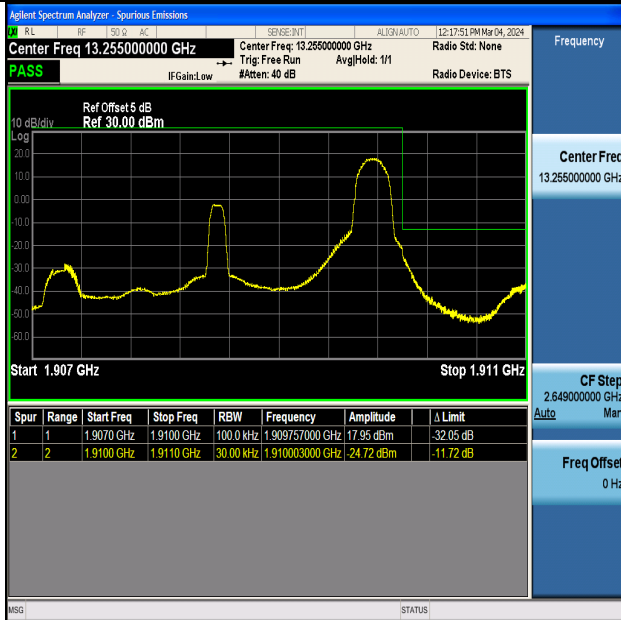 Agilent Spectrum Analyzer - Spurious Emissions
RL RF 50 Ω AC SENSE:INT ALIGN AUTO 12:17:51 PM Mar 04, 2024
Center Freq 13.255000000 GHz
Center Freq: 13.255000000 GHz
Radio Std: None
Trig: Free Run
Avg|Hold: 1/1
PASS
IFGain:Low
#Atten: 40 dB
Radio Device: BTS
Ref Offset 5 dB
10 dB/div
Ref 30.00 dBm
Log
20.0
10.0
0.00
-10.0
-20.0
-30.0
-40.0
-50.0
-60.0
Start 1.907 GHz
Stop 1.911 GHz
Spur Range Start Freq Stop Freq RBW Frequency Amplitude Δ Limit
1 1 1.9070 GHz 1.9100 GHz 100.0 kHz 1.909757000 GHz 17.95 dBm -32.05 dB
2 2 1.9100 GHz 1.9110 GHz 30.00 kHz 1.910003000 GHz -24.72 dBm -11.72 dB
Frequency
Center Freq
13.255000000 GHz
CF Step
2.649000000 GHz
Auto Man
Freq Offset
0 Hz
MSG
STATUS